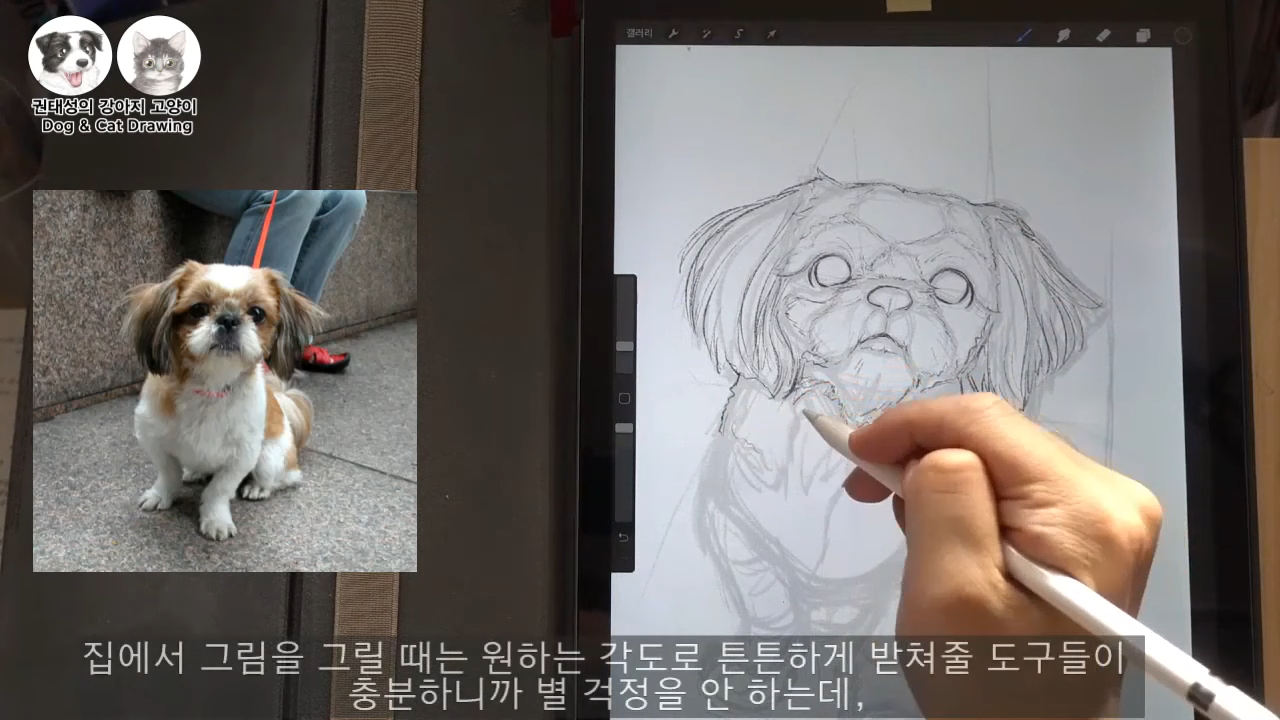 권태성의 강아지 고양이
Dog & Cat Drawing
갤러리
집에서 그림을 그릴 때는 원하는 각도로 튼튼하게 받쳐줄 도구들이
충분하니까 별 걱정을 안 하는데,